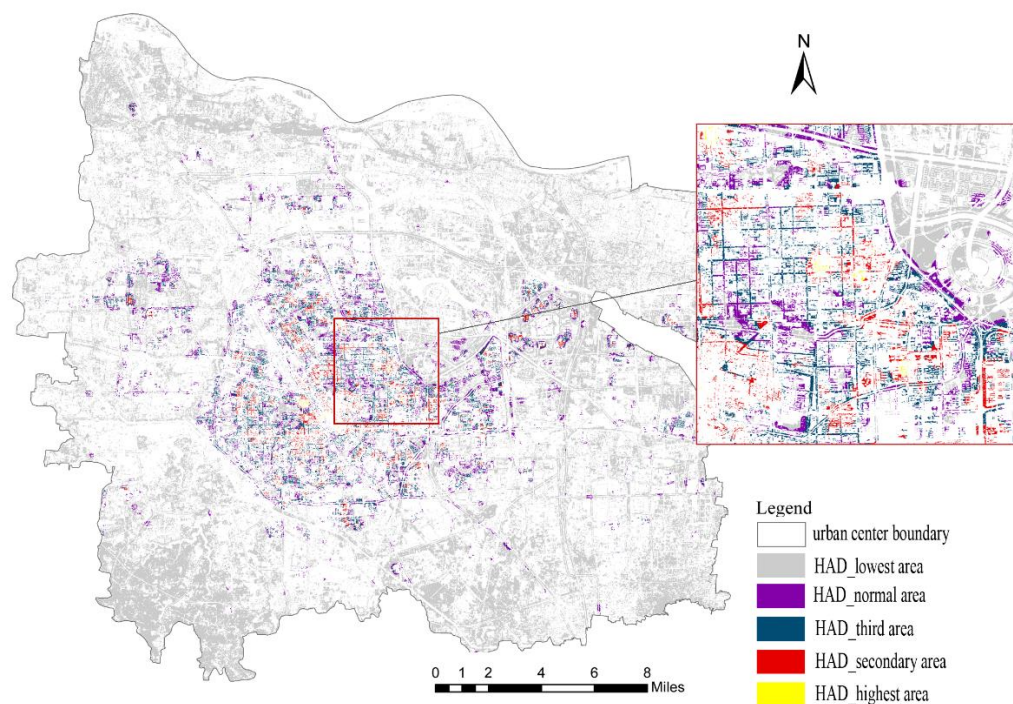 N
Legend
urban center boundary
HAD_lowest area
HAD_normal area
HAD_third area
HAD_secondary area
HAD_highest area
0 1 2 4 6 8
Miles